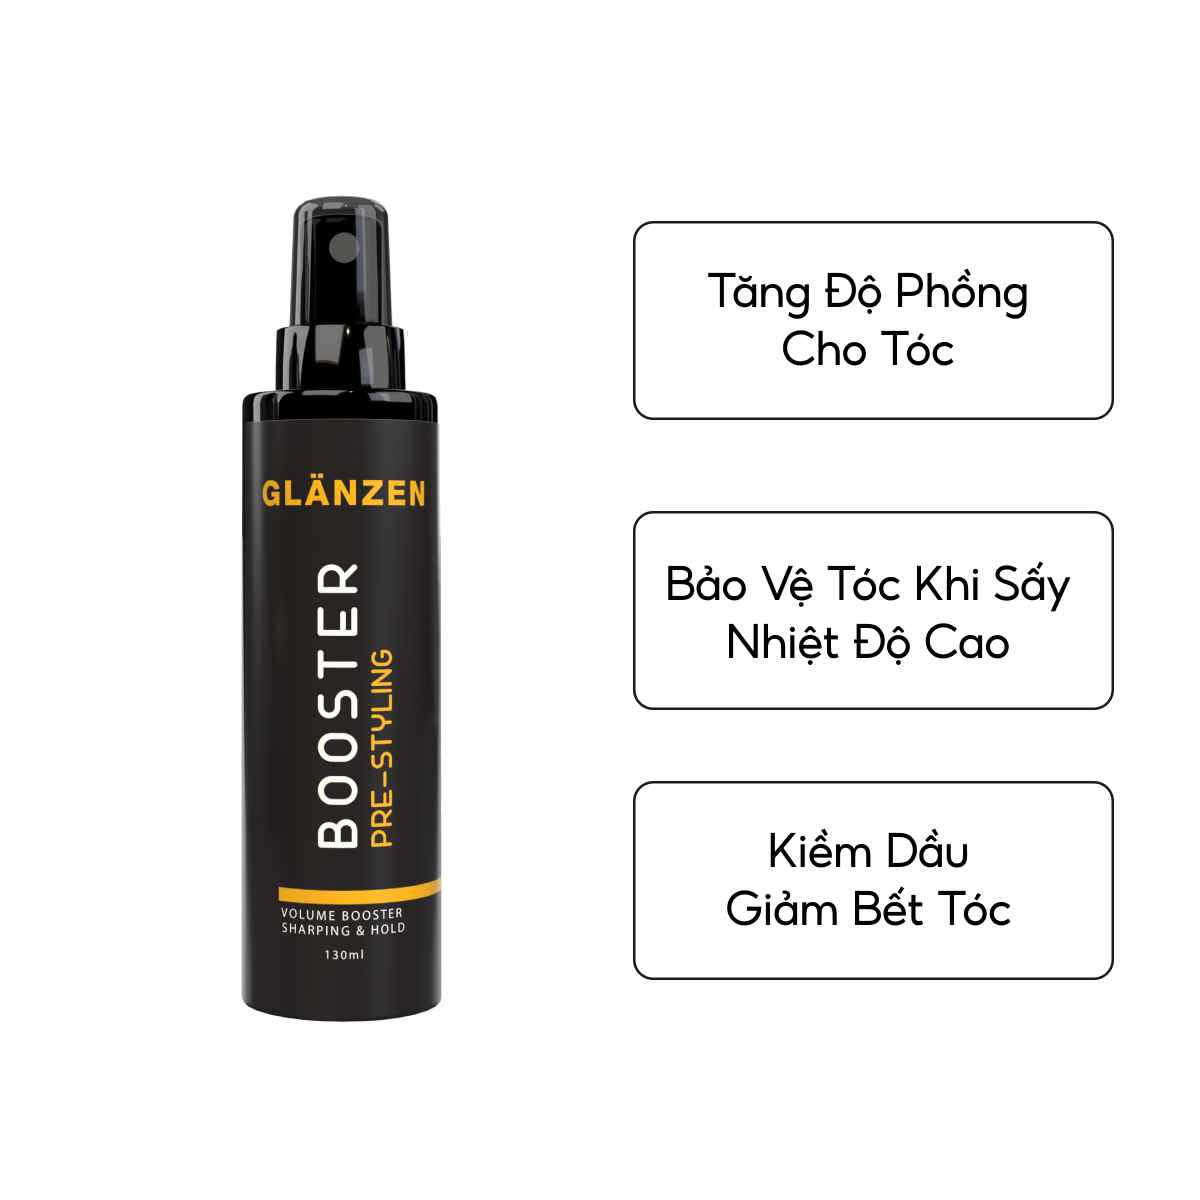 GLÄNZEN
BOOSTER
PRE-STYLING
VOLUME BOOSTER
SHARPING & HOLD
130ml
Tăng Độ Phồng
Cho Tóc
Bảo Vệ Tóc Khi Sấy
Nhiệt Độ Cao
Kiềm Dầu
Giảm Bết Tóc